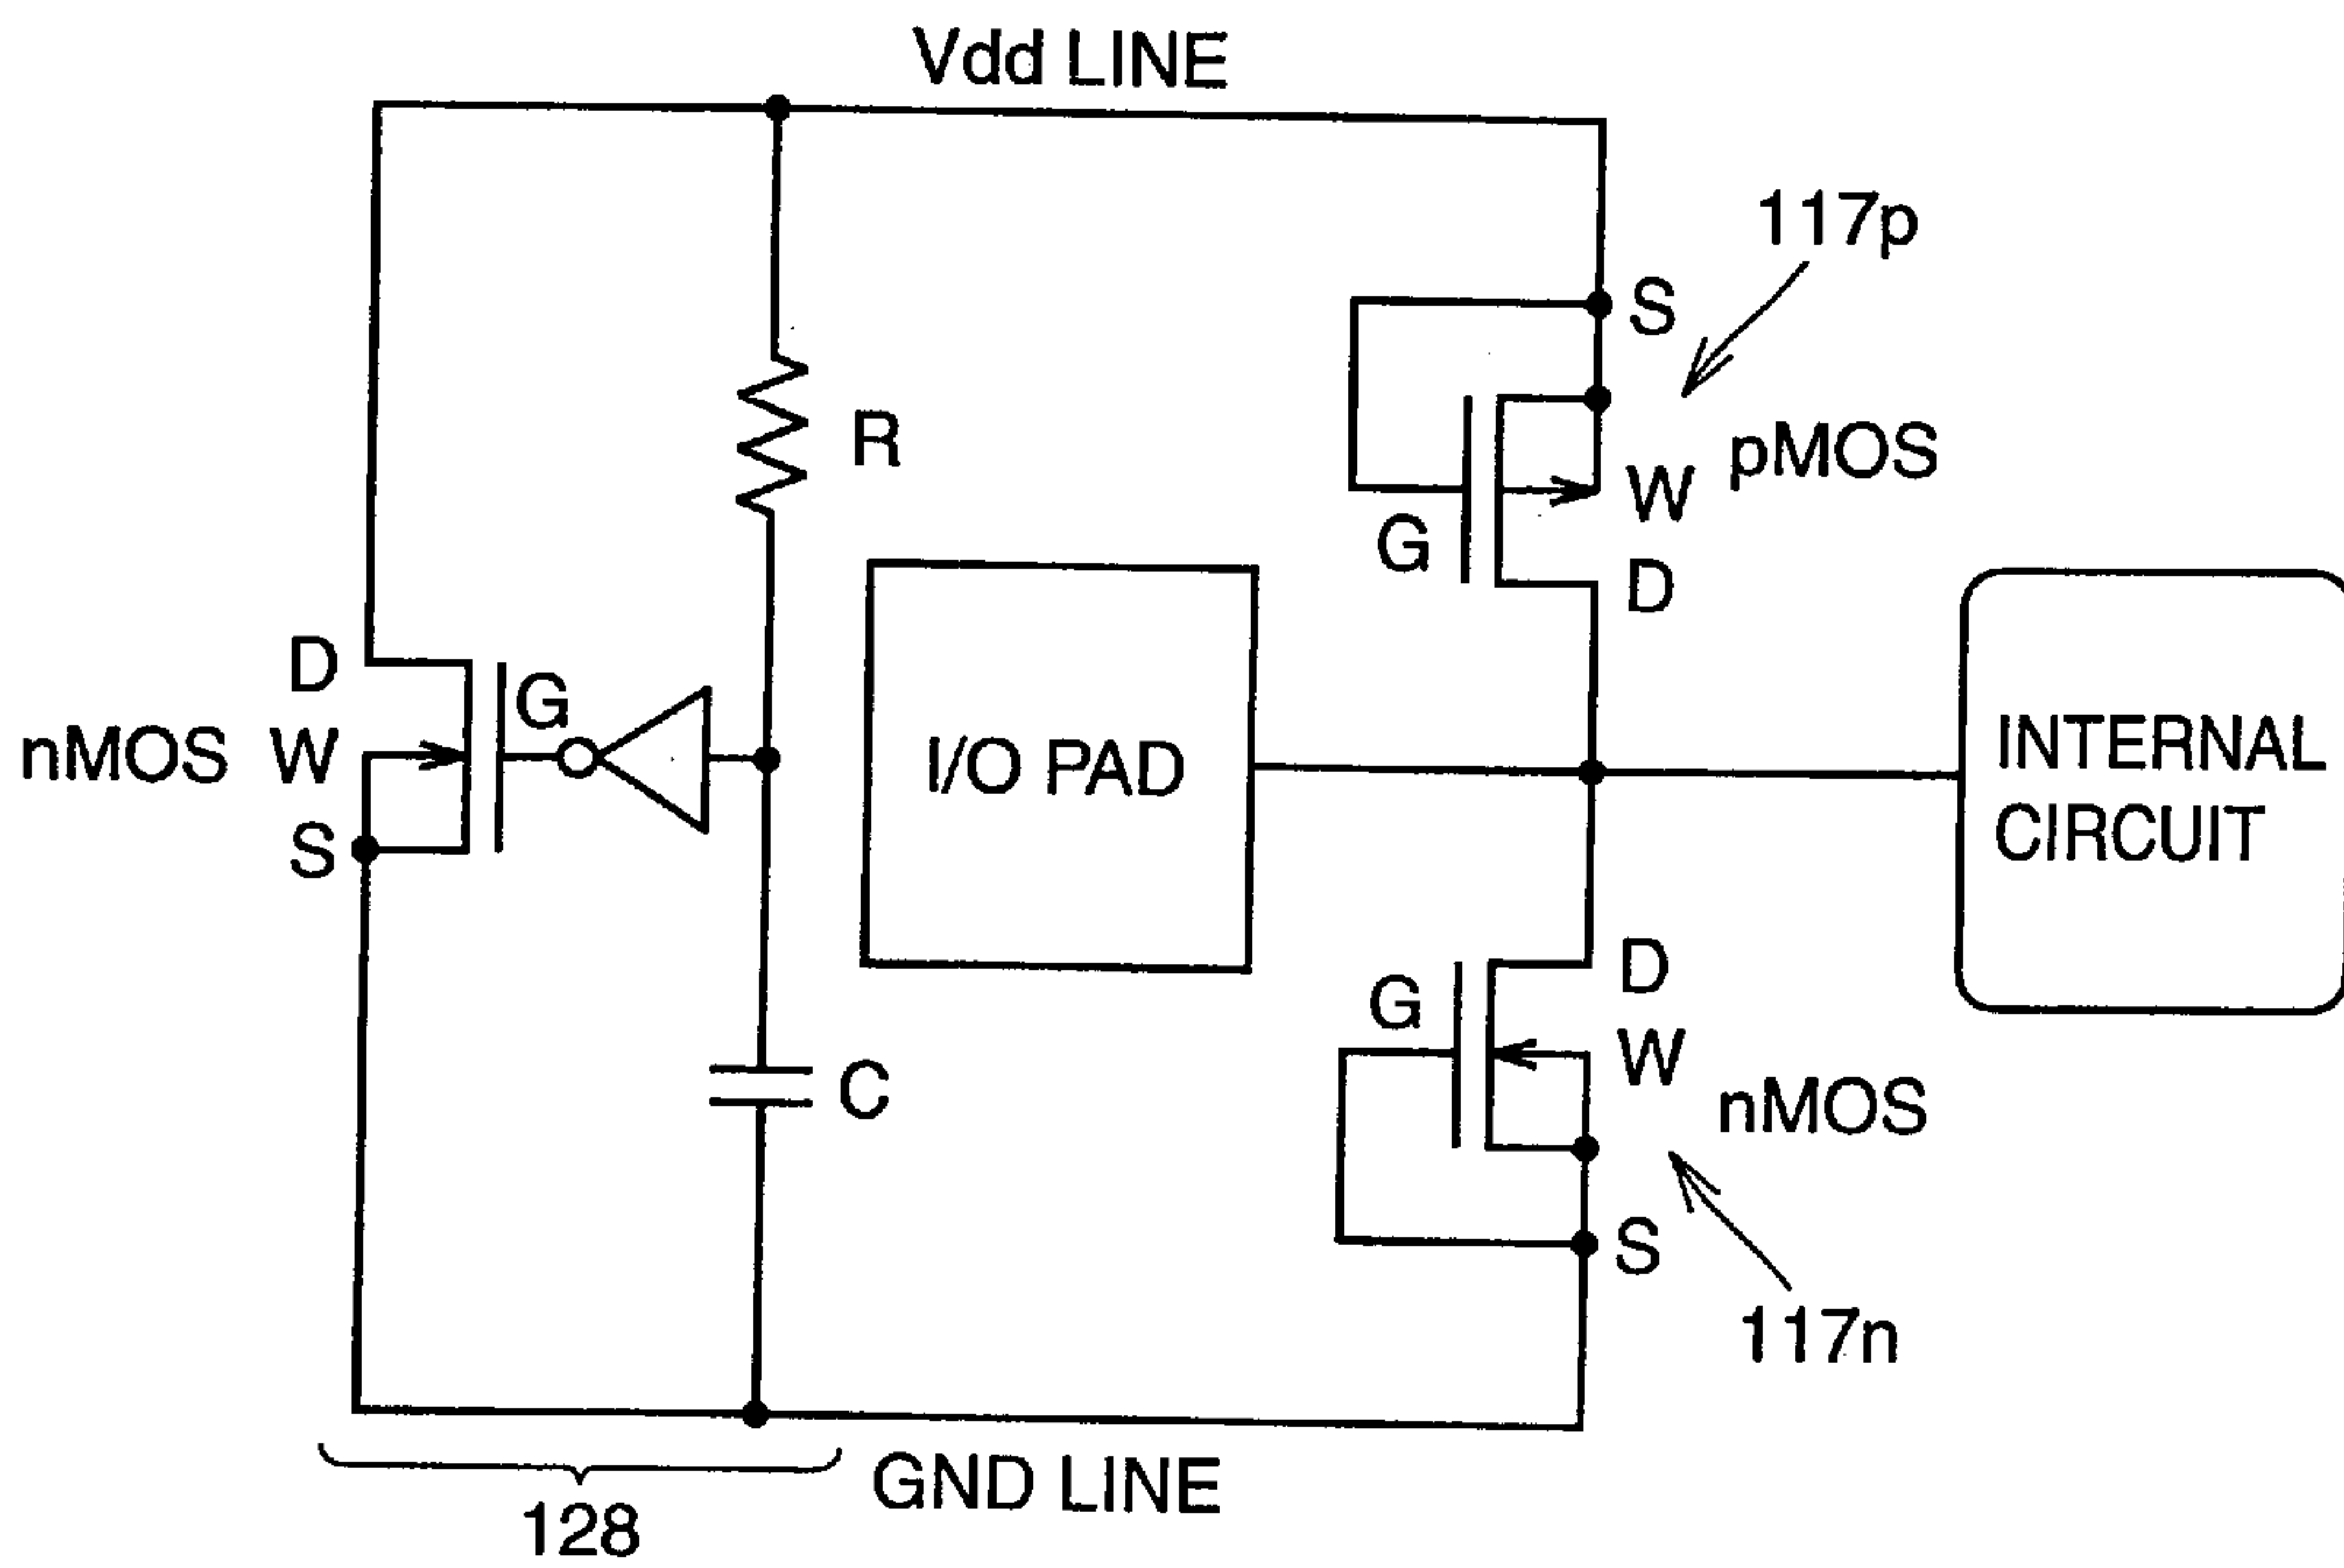 Vdd LINE
117p
S
R
pMOS
W
G
D
D
G
nMOS
W
S
I/O PAD
INTERNAL
CIRCUIT
D
G
W
C
nMOS
S
117n
GND LINE
128